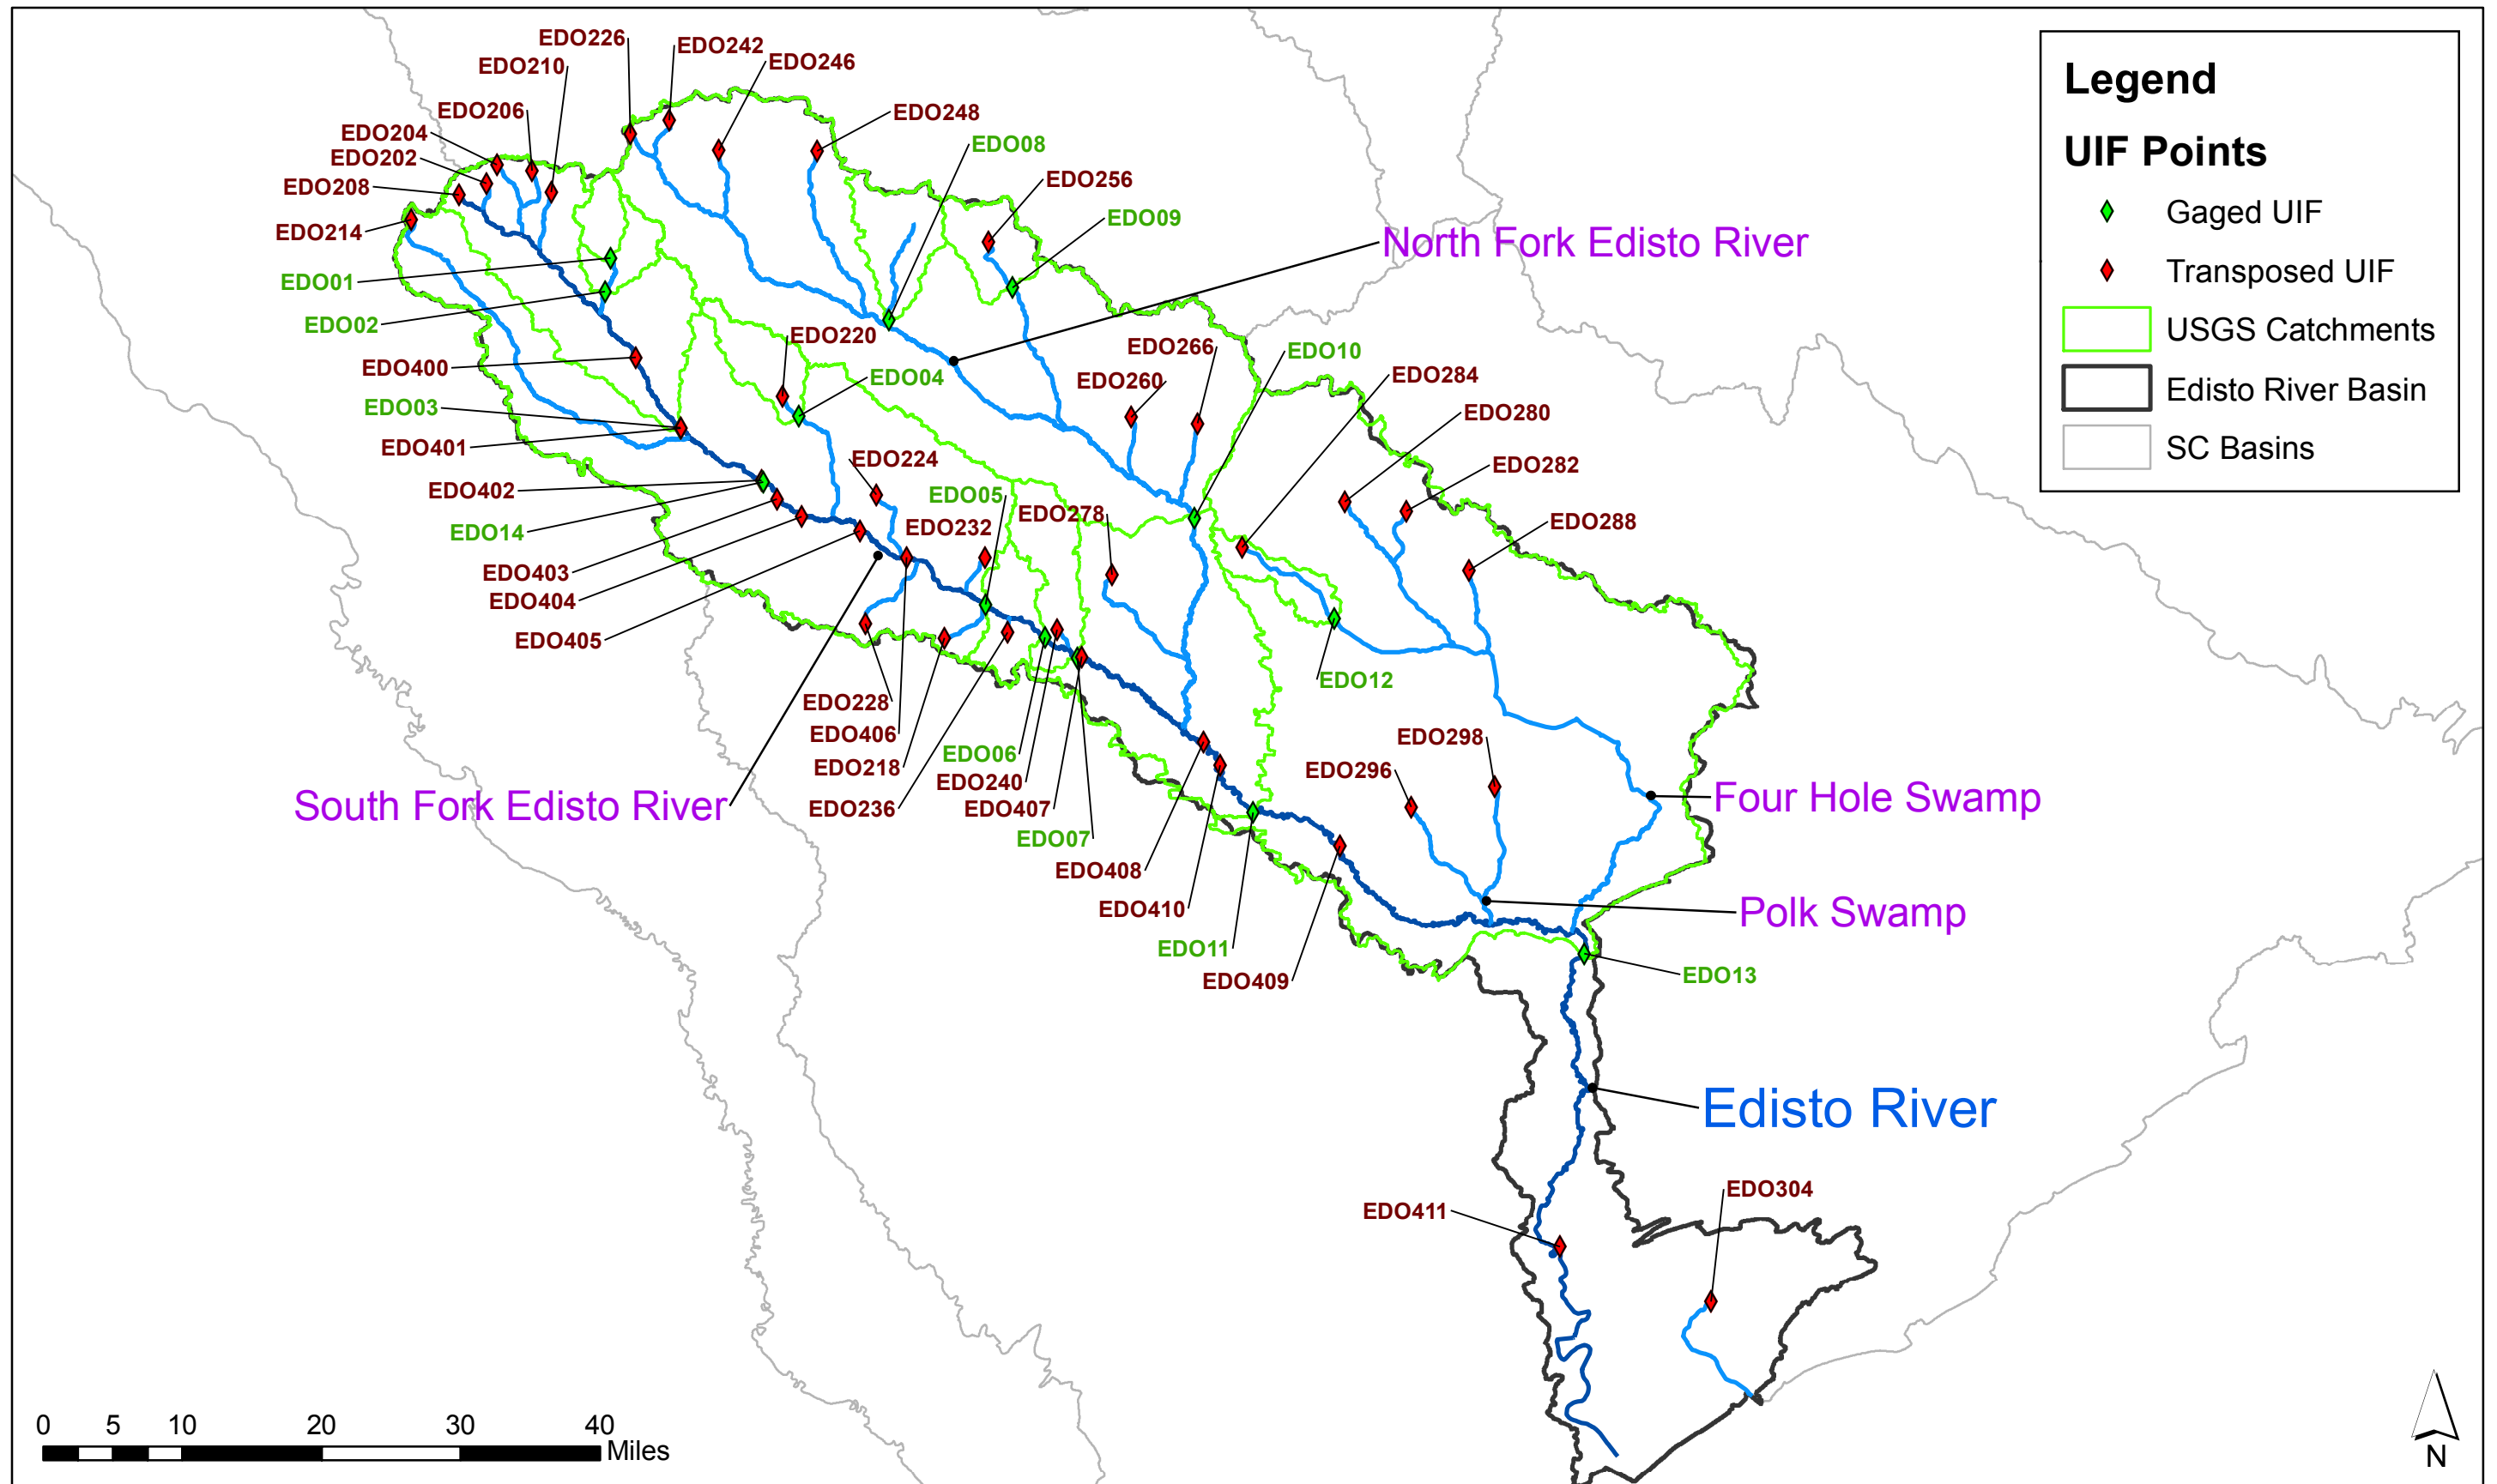 EDO226
EDO242
EDO210
EDO246
EDO206
EDO248
EDO204
EDO08
EDO202
EDO208
EDO256
EDO214
EDO09
North Fork Edisto River
EDO01
EDO02
EDO220
EDO266
EDO10
EDO400
EDO04
EDO260
EDO284
EDO03
EDO280
EDO401
EDO224
EDO282
EDO402
EDO05
EDO278
EDO288
EDO14
EDO232
EDO403
EDO404
EDO405
EDO12
EDO228
EDO406
EDO298
EDO06
EDO218
EDO296
EDO240
South Fork Edisto River
EDO236
EDO407
Four Hole Swamp
EDO07
EDO408
EDO410
Polk Swamp
EDO11
EDO409
EDO13
Edisto River
EDO304
EDO411
Legend
UIF Points
Gaged UIF
Transposed UIF
USGS Catchments
Edisto River Basin
SC Basins
0 5 10 20 30 40
Miles
N